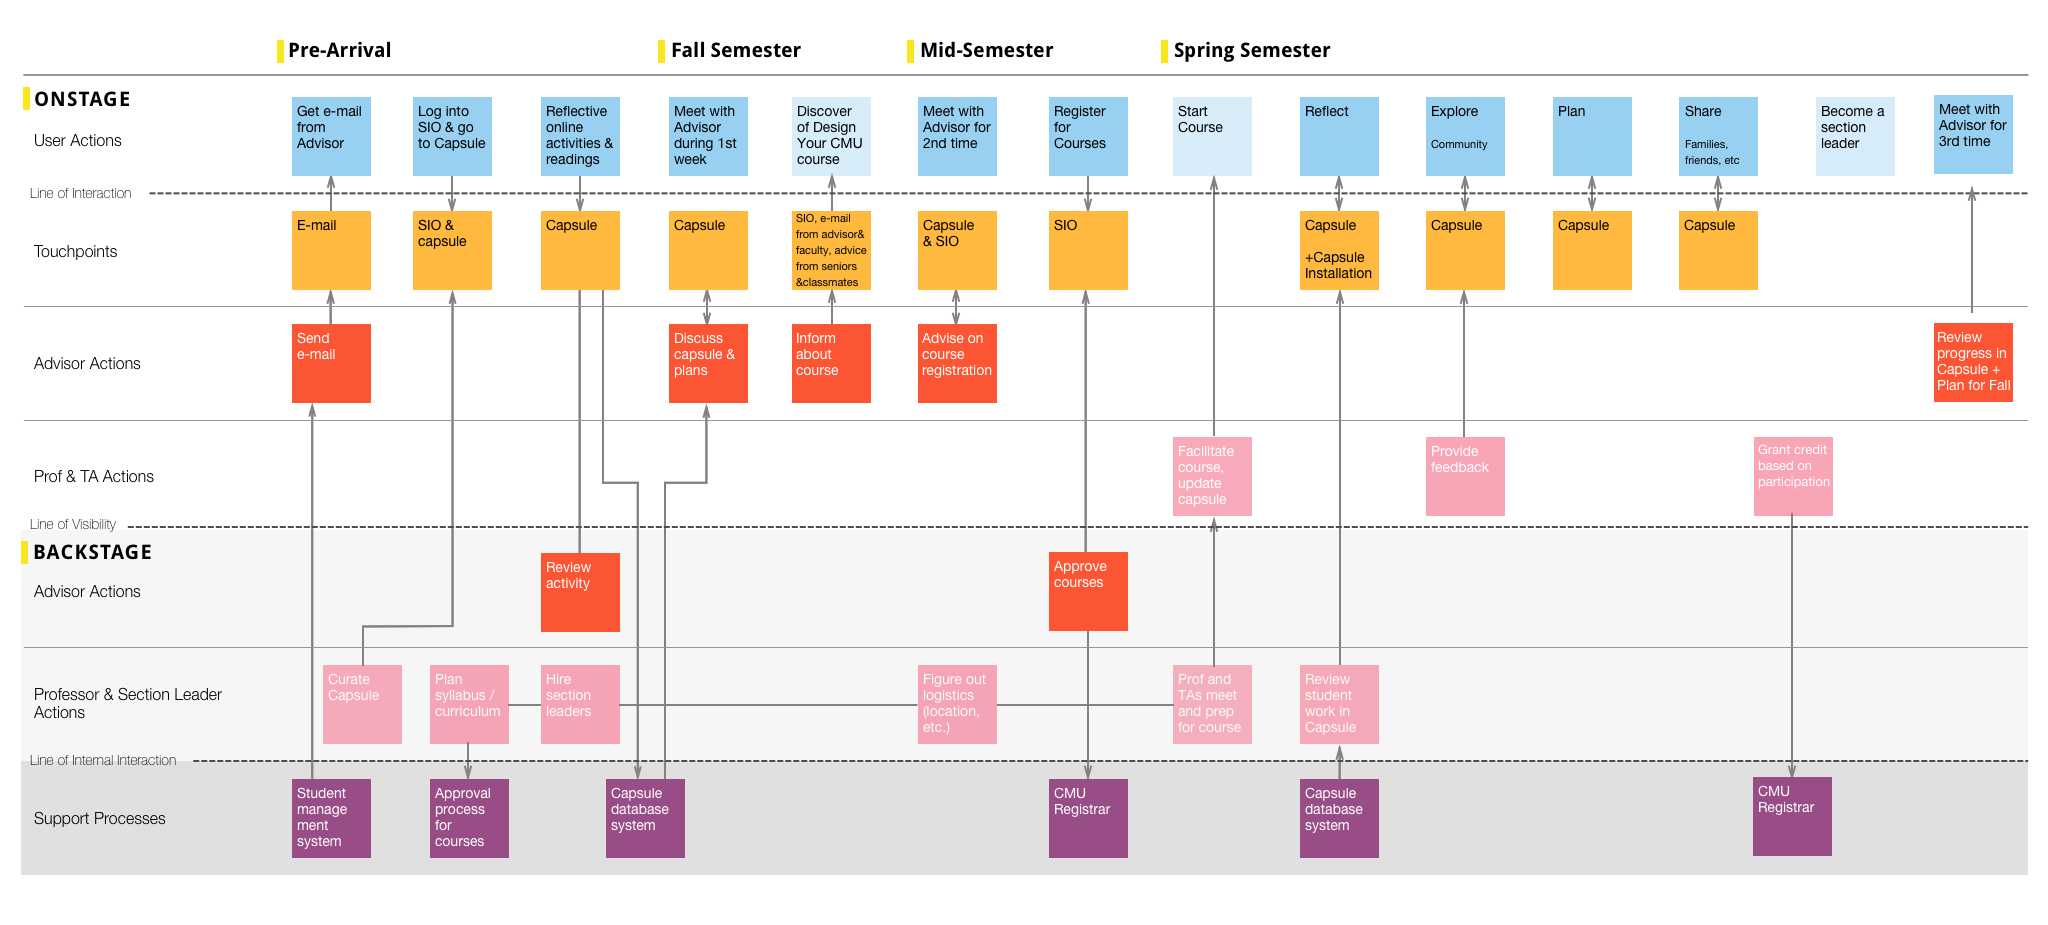 Pre-Arrival
Fall Semester
Mid-Semester
Spring Semester
ONSTAGE
User Actions
Get e-mail
from
Advisor
Log into
SIO & go
to Capsule
Reflective
online
activities &
readings
Meet with
Advisor
during 1st
week
Discover
of Design
Your CMU
course
Meet with
Advisor for
2nd time
Register
for
Courses
Start
Course
Reflect
Explore
Community
Plan
Share
Families,
friends, etc
Become a
section
leader
Meet with
Advisor for
3rd time
Line of Interaction
Touchpoints
E-mail
SIO &
capsule
Capsule
Capsule
SIO, e-mail
from advisor&
faculty, advice
from seniors
&classmates
Capsule
& SIO
SIO
Capsule
+Capsule
Installation
Capsule
Capsule
Capsule
Advisor Actions
Send
e-mail
Discuss
capsule &
plans
Inform
about
course
Advise on
course
registration
Review
progress in
Capsule +
Plan for Fall
Prof & TA Actions
Facilitate
course,
update
capsule
Provide
feedback
Grant credit
based on
participation
Line of Visibility
BACKSTAGE
Advisor Actions
Review
activity
Approve
courses
Professor & Section Leader
Actions
Curate
Capsule
Plan
syllabus /
curriculum
Hire
section
leaders
Figure out
logistics
(location,
etc.)
Prof and
TAs meet
and prep
for course
Review
student
work in
Capsule
Line of Internal Interaction
Support Processes
Student
manage
ment
system
Approval
process
for
courses
Capsule
database
system
CMU
Registrar
Capsule
database
system
CMU
Registrar